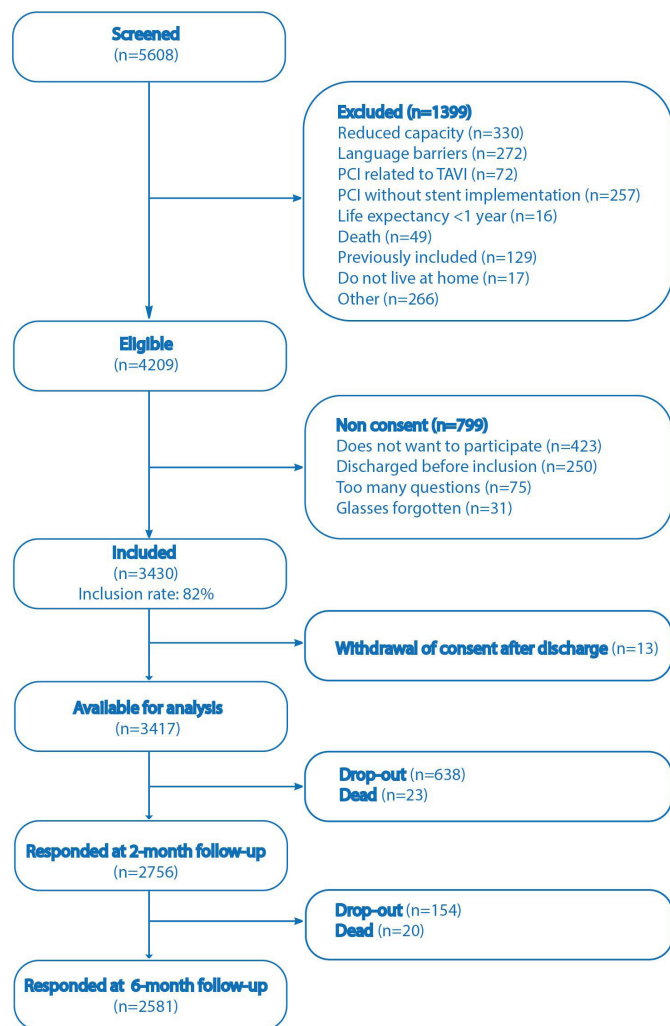 Screened
(n=5608)
Excluded (n=1399)
Reduced capacity (n=330)
Language barriers (n=272)
PCI related to TAVI (n=72)
PCI without stent implementation (n=257)
Life expectancy <1 year (n=16)
Death (n=49)
Previously included (n=129)
Do not live at home (n=17)
Other (n=266)
Eligible
(n=4209)
Non consent (n=799)
Does not want to participate (n=423)
Discharged before inclusion (n=250)
Too many questions (n=75)
Glasses forgotten (n=31)
Included
(n=3430)
Inclusion rate: 82%
Withdrawal of consent after discharge (n=13)
Available for analysis
(n=3417)
Drop-out (n=638)
Dead (n=23)
Responded at 2-month follow-up
(n=2756)
Drop-out (n=154)
Dead (n=20)
Responded at 6-month follow-up
(n=2581)